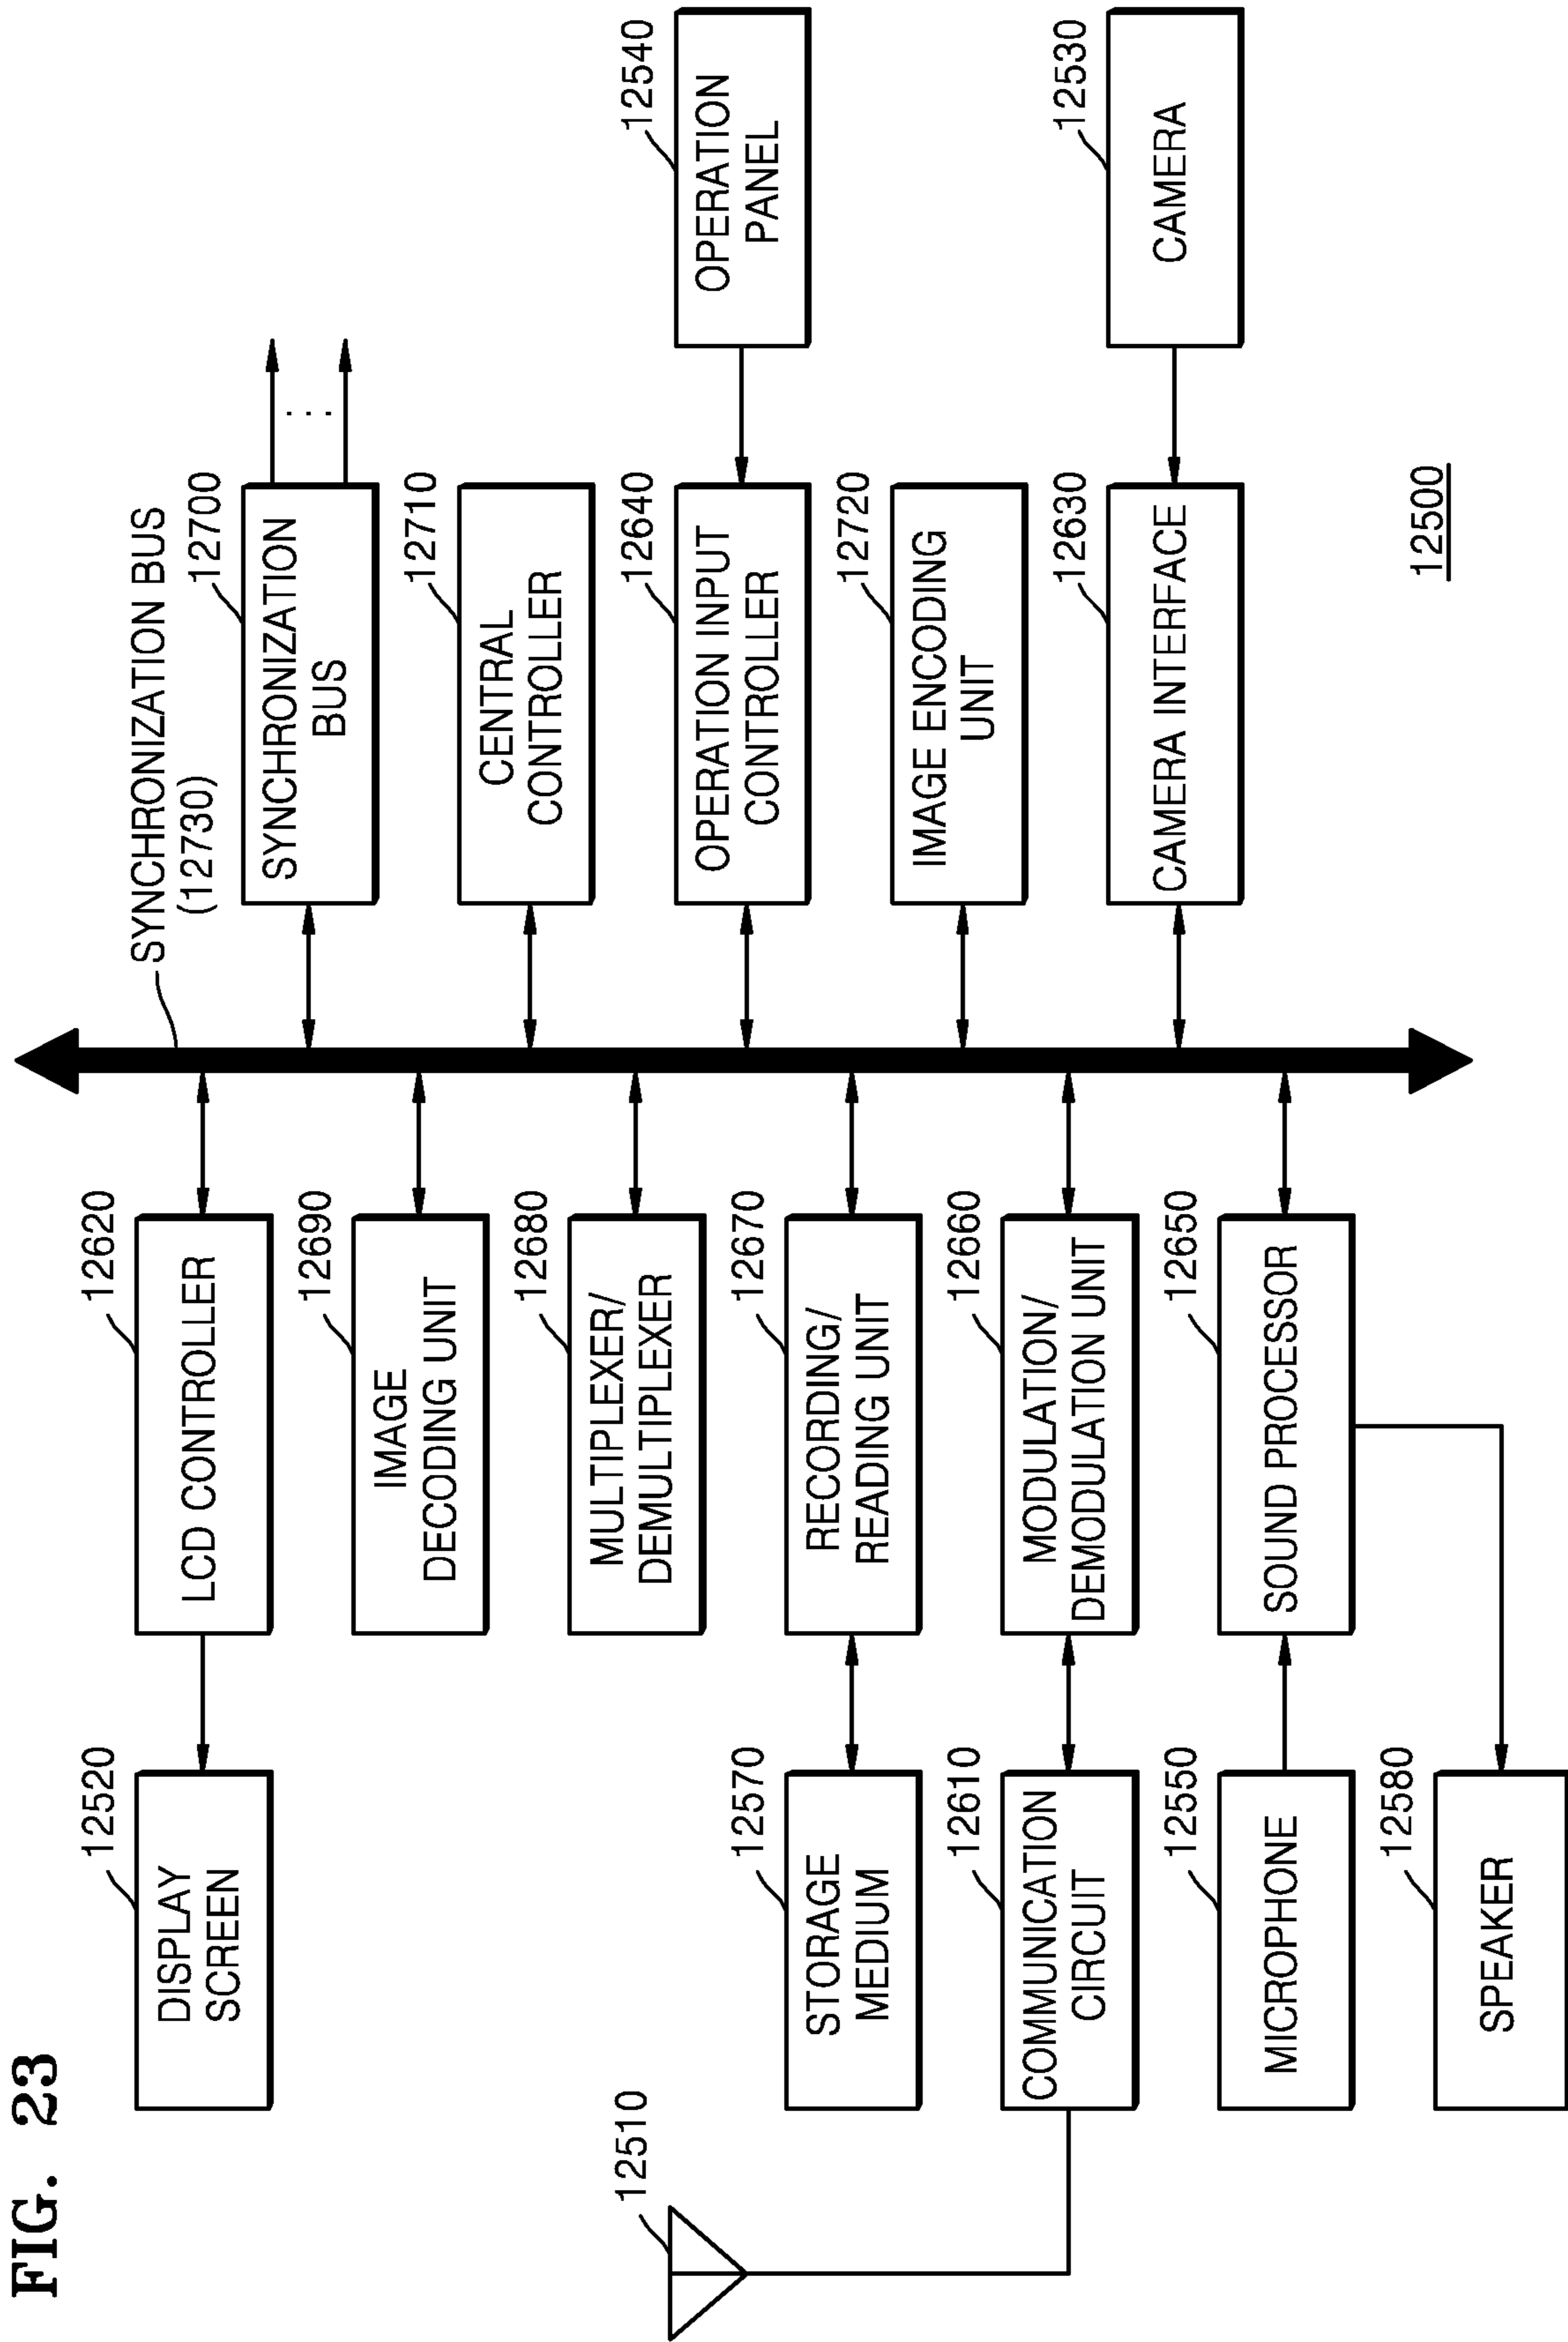 FIG. 23
SYNCHRONIZATION BUS
(12730)
12520
DISPLAY
SCREEN
12620
LCD CONTROLLER
12700
SYNCHRONIZATION
BUS
12690
IMAGE
DECODING UNIT
12710
CENTRAL
CONTROLLER
12680
MULTIPLEXER/
DEMULTIPLEXER
12640
OPERATION INPUT
CONTROLLER
12540
OPERATION
PANEL
12510
12570
STORAGE
MEDIUM
12670
RECORDING/
READING UNIT
12720
IMAGE ENCODING
UNIT
12610
COMMUNICATION
CIRCUIT
12660
MODULATION/
DEMODULATION UNIT
12630
CAMERA INTERFACE
12530
CAMERA
12550
MICROPHONE
12650
SOUND PROCESSOR
12580
SPEAKER
12500